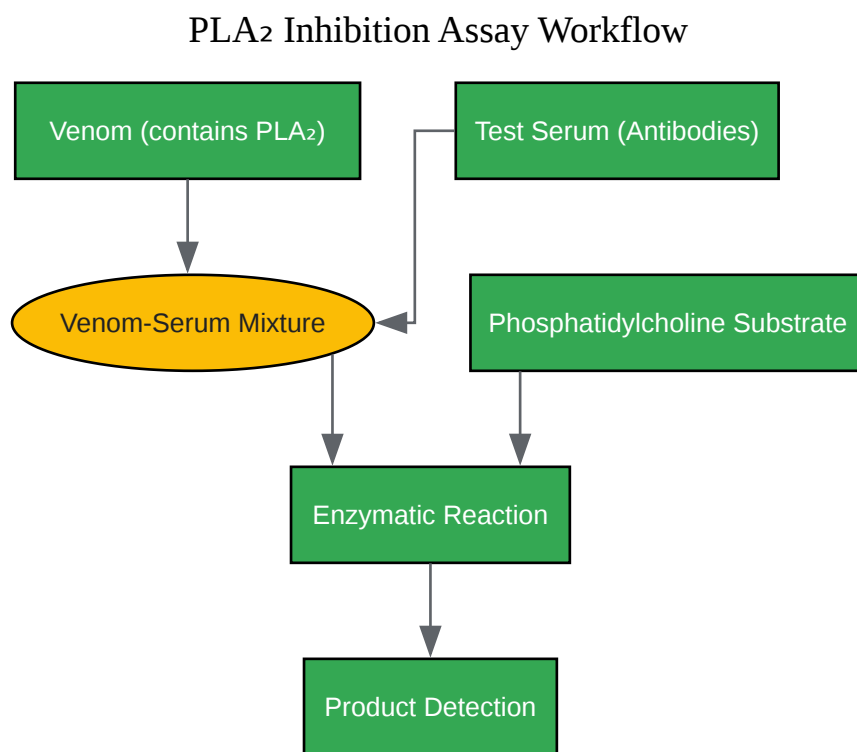 PLA₂ Inhibition Assay Workflow
Venom (contains PLA₂)
Test Serum (Antibodies)
Venom-Serum Mixture
Phosphatidylcholine Substrate
Enzymatic Reaction
Product Detection